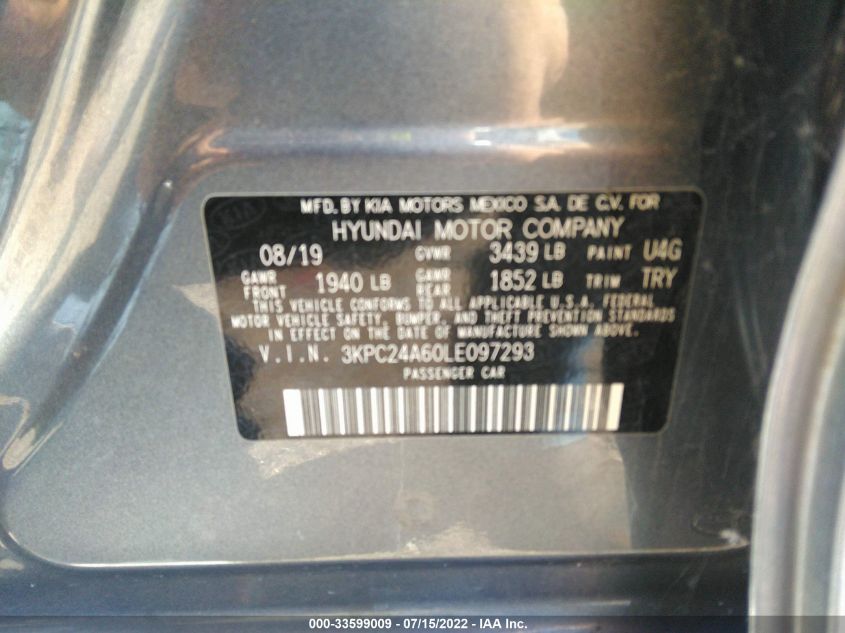 MFD. BY KIA MOTORS MEXICO S.A. DE C.V. FOR
HYUNDAI MOTOR COMPANY
08/19 GVWR 3439 LB PAINT U4G
GAWR FRONT 1940 LB GAWR REAR 1852 LB TRIM TRY
THIS VEHICLE CONFORMS TO ALL APPLICABLE U.S.A. FEDERAL
MOTOR VEHICLE SAFETY, BUMPER, AND THEFT PREVENTION STANDARDS
IN EFFECT ON THE DATE OF MANUFACTURE SHOWN ABOVE.
V.I.N. 3KPC24A60LE097293
PASSENGER CAR
000-33599009 - 07/15/2022 - IAA Inc.